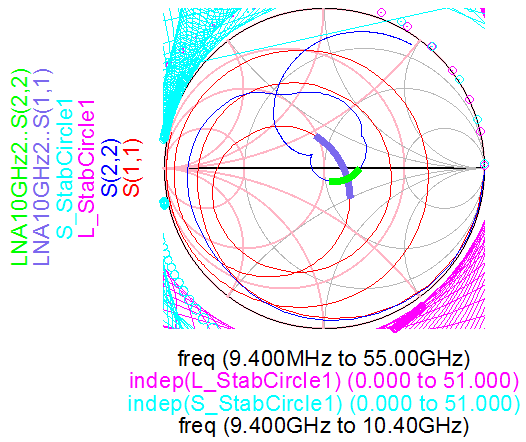 LNA10GHz2..S(2,2)
LNA10GHz2..S(1,1)
S_StabCircle1
L_StabCircle1
S(2,2)
S(1,1)
freq (9.400MHz to 55.00GHz)
indep(L_StabCircle1) (0.000 to 51.000)
indep(S_StabCircle1) (0.000 to 51.000)
freq (9.400GHz to 10.40GHz)